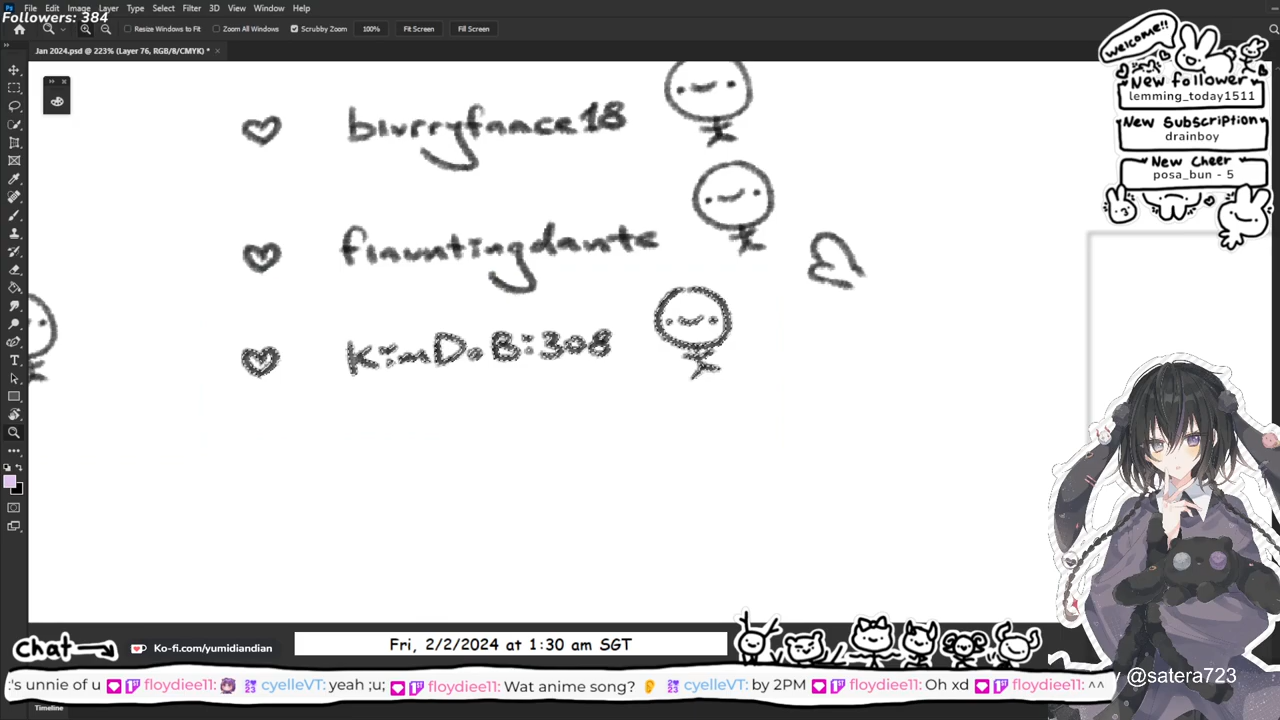 File Edit Image Layer Type Select Filter 3D View Window Help
Followers: 384
Resize Windows to Fit Zoom All Windows Scrubby Zoom 100% Fit Screen Fill Screen
Jan 2024.psd @ 223% (Layer 76, RGB/8/CMYK) *
welcome!!
New follower
lemming_today1511
New Subscription
drainboy
New Cheer
posa_bun - 5
blurryfance18
flauntingdante
kimDoBi308
chat
Ko-fi.com/yumidiandian
Fri, 2/2/2024 at 1:30 am SGT
.'s unnie of u floydiee11: cyelleVT: yeah ;u; floydiee11: Wat anime song? cyelleVT: by 2PM floydiee11: Oh xd floydiee11: ^^
@satera723
Timeline